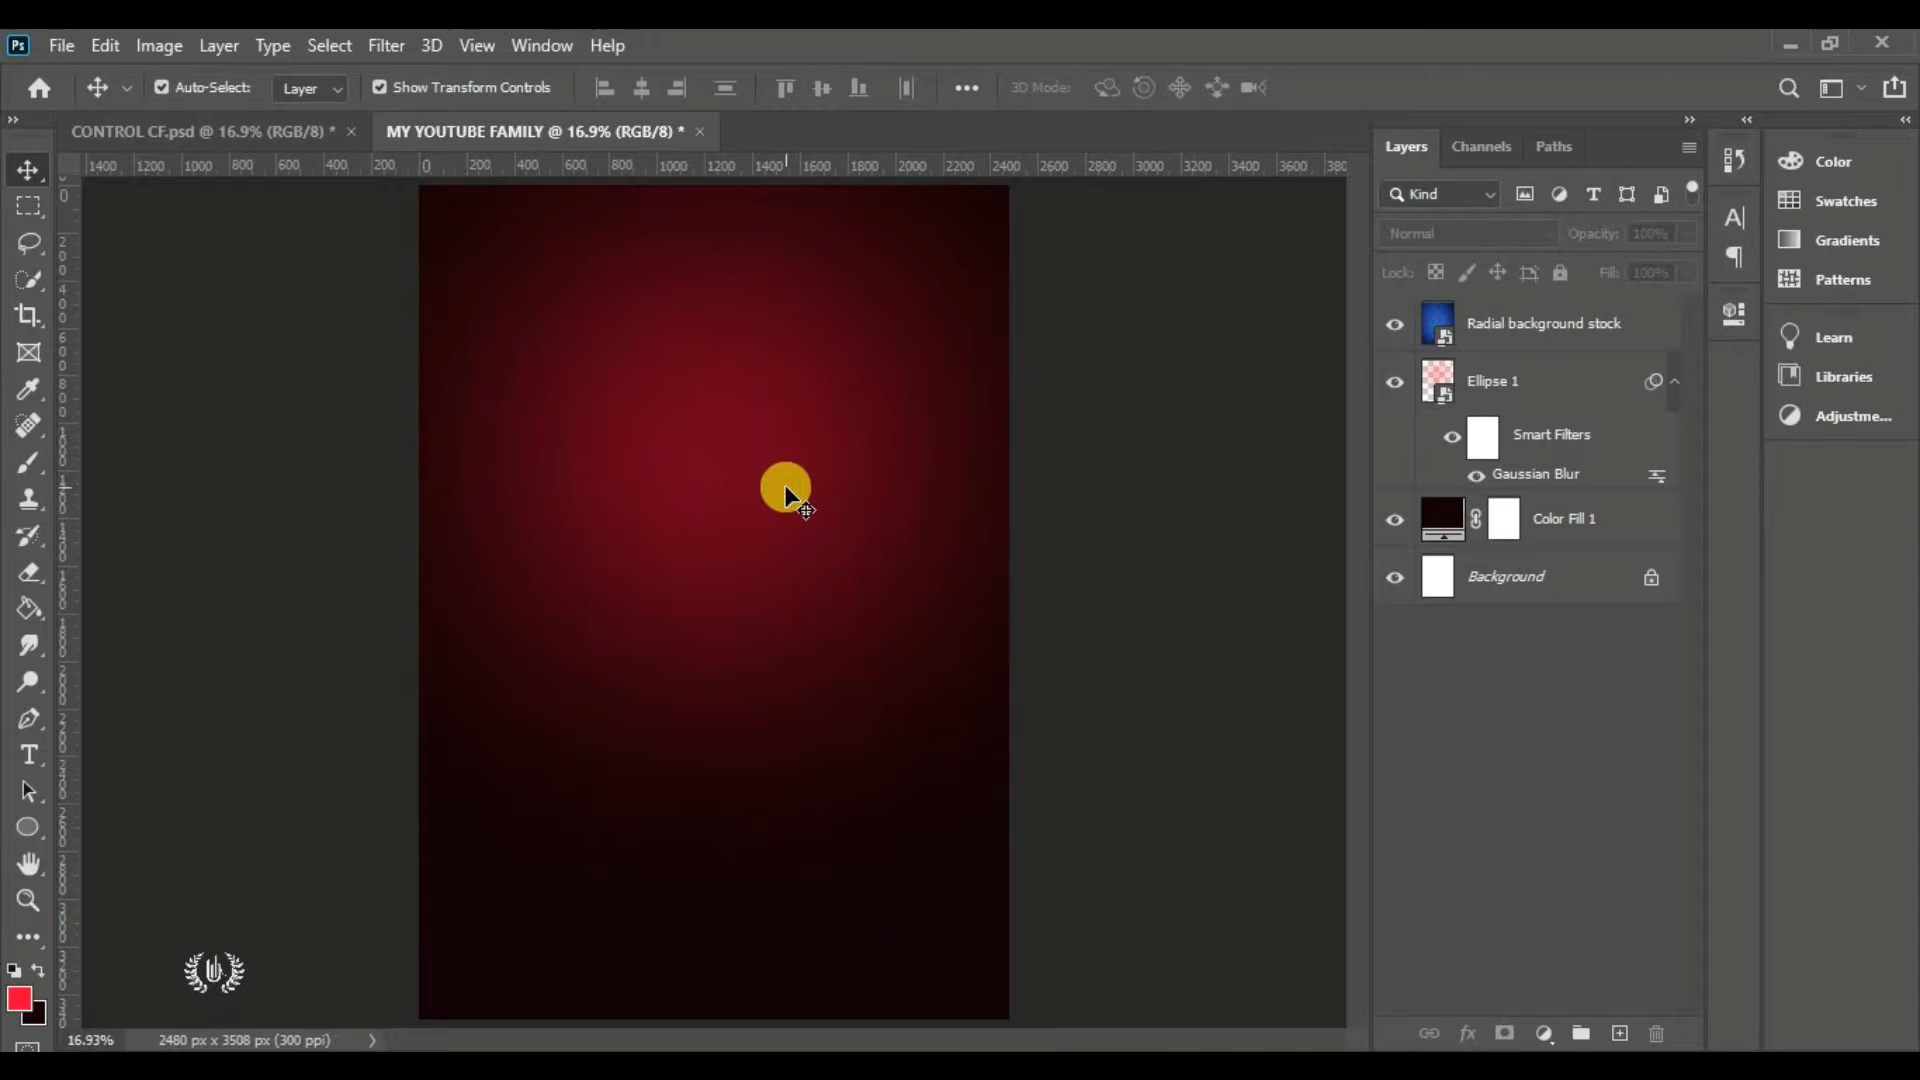 Ps File Edit Image Layer Type Select Filter 3D View Window Help
Auto-Select: Layer Show Transform Controls 3D Mode:
CONTROL CF.psd @ 16.9% (RGB/8) * × MY YOUTUBE FAMILY @ 16.9% (RGB/8) * ×
1400 1200 1000 800 600 400 200 0 200 400 600 800 1000 1200 1400 1600 1800 2000 2200 2400 2600 2800 3000 3200 3400 3600 380
Layers Channels Paths
Kind
Normal Opacity: 100%
Lock: Fill: 100%
Radial background stock
Ellipse 1
Smart Filters
Gaussian Blur
Color Fill 1
Background
Color
Swatches
Gradients
Patterns
Learn
Libraries
Adjustme...
16.93% 2480 px x 3508 px (300 ppi)